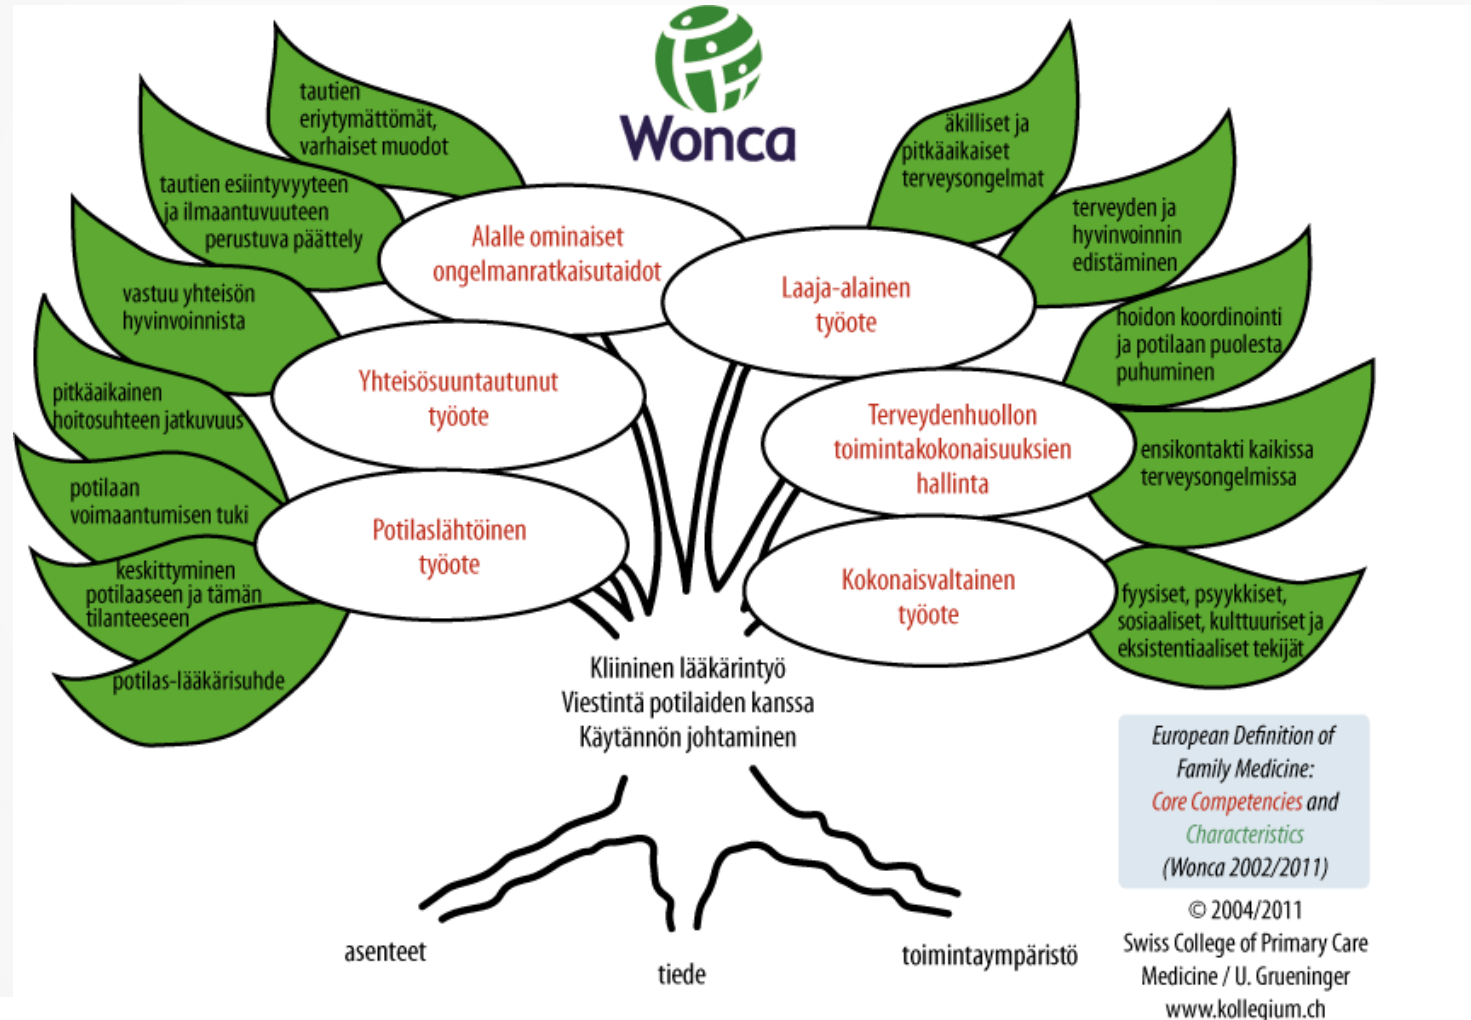 Wonca
tautien
eriytymättömät,
varhaiset muodot
tautien esiintyvyyteen
ja ilmaantuvuuteen
perustuva päättely
vastuu yhteisön
hyvinvoinnista
pitkäaikainen
hoitosuhteen jatkuvuus
potilaan
voimaantumisen tuki
keskittyminen
potilaaseen ja tämän
tilanteeseen
potilas-lääkärisuhde
Alalle ominaiset
ongelmanratkaisutaidot
Yhteisösuuntautunut
työote
Potilaslähtöinen
työote
Laaja-alainen
työote
Terveydenhuollon
toimintakokonaisuuksien
hallinta
Kokonaisvaltainen
työote
äkilliset ja
pitkäaikaiset
terveysongelmat
terveyden ja
hyvinvoinnin
edistäminen
hoidon koordinointi
ja potilaan puolesta
puhuminen
ensikontakti kaikissa
terveysongelmissa
fyysiset, psyykkiset,
sosiaaliset, kulttuuriset ja
eksistentiaaliset tekijät
Kliininen lääkärintyö
Viestintä potilaiden kanssa
Käytännön johtaminen
asenteet
tiede
toimintaympäristö
European Definition of
Family Medicine:
Core Competencies and
Characteristics
(Wonca 2002/2011)
© 2004/2011
Swiss College of Primary Care
Medicine / U. Grueninger
www.kollegium.ch